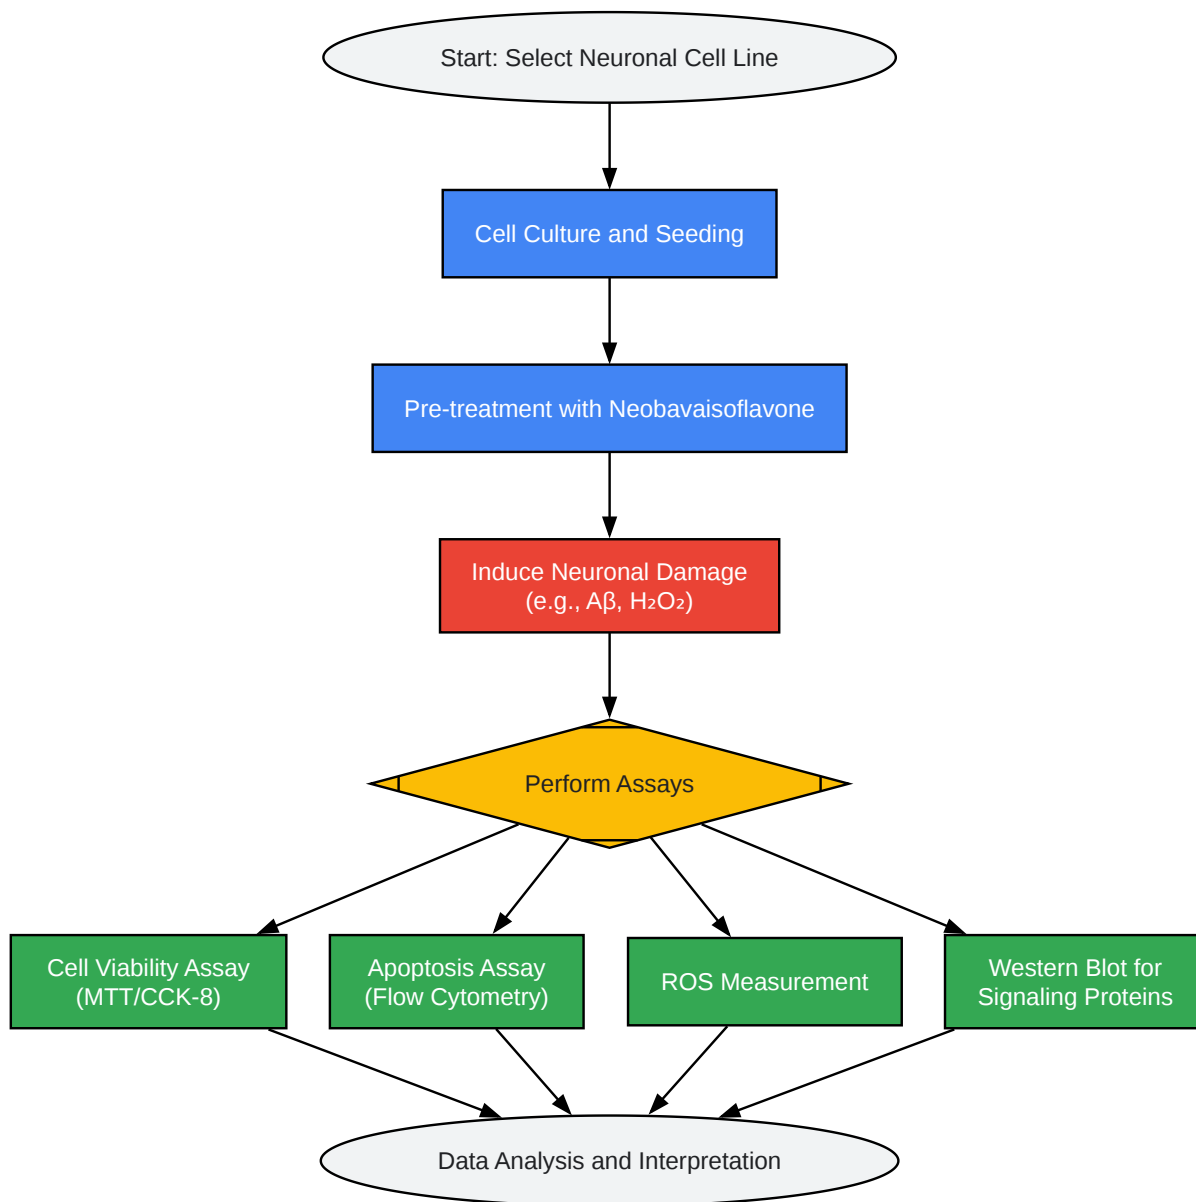 Start: Select Neuronal Cell Line
Cell Culture and Seeding
Pre-treatment with Neobavaisoflavone
Induce Neuronal Damage
(e.g., Aβ, H₂O₂)
Perform Assays
Cell Viability Assay
(MTT/CCK-8)
Apoptosis Assay
(Flow Cytometry)
ROS Measurement
Western Blot for
Signaling Proteins
Data Analysis and Interpretation